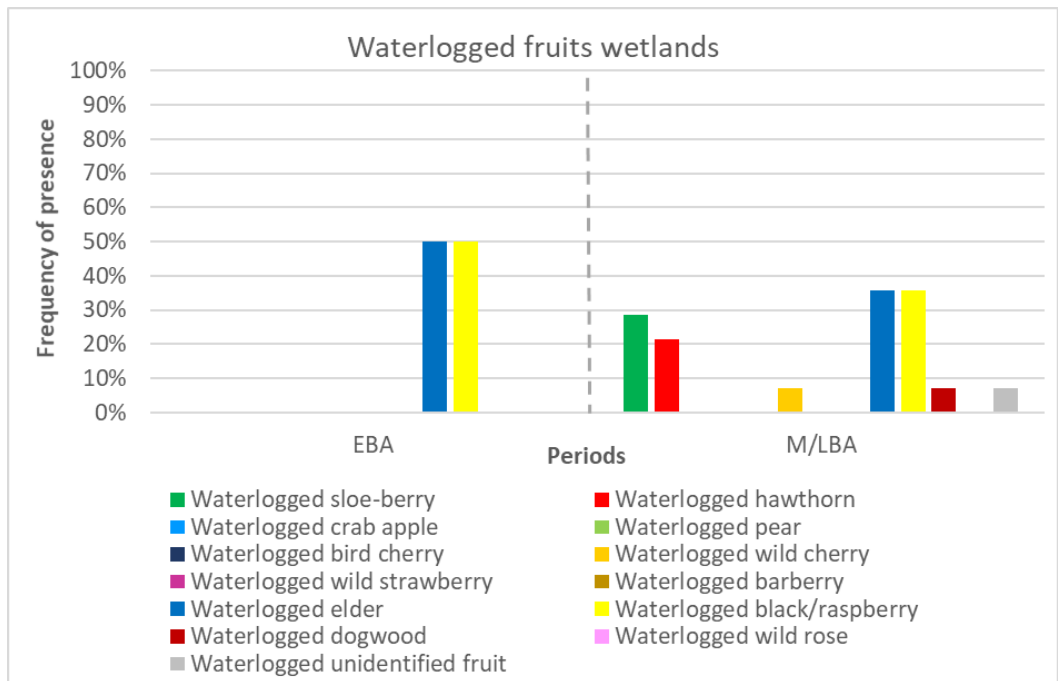 Waterlogged fruits wetlands
100%
90%
80%
70%
60%
50%
40%
30%
20%
10%
0%
Frequency of presence
EBA
M/LBA
Periods
Waterlogged sloe-berry
Waterlogged hawthorn
Waterlogged crab apple
Waterlogged pear
Waterlogged bird cherry
Waterlogged wild cherry
Waterlogged wild strawberry
Waterlogged barberry
Waterlogged elder
Waterlogged black/raspberry
Waterlogged dogwood
Waterlogged wild rose
Waterlogged unidentified fruit